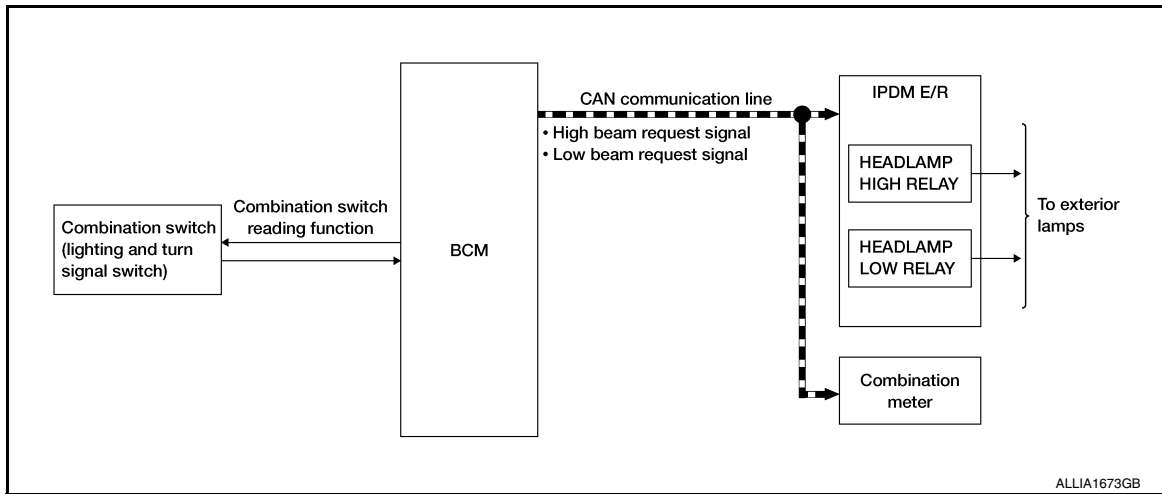 CAN communication line
• High beam request signal
• Low beam request signal
IPDM E/R
HEADLAMP
HIGH RELAY
HEADLAMP
LOW RELAY
To exterior
lamps
Combination switch
reading function
Combination switch
(lighting and turn
signal switch)
BCM
Combination
meter
ALLIA1673GB